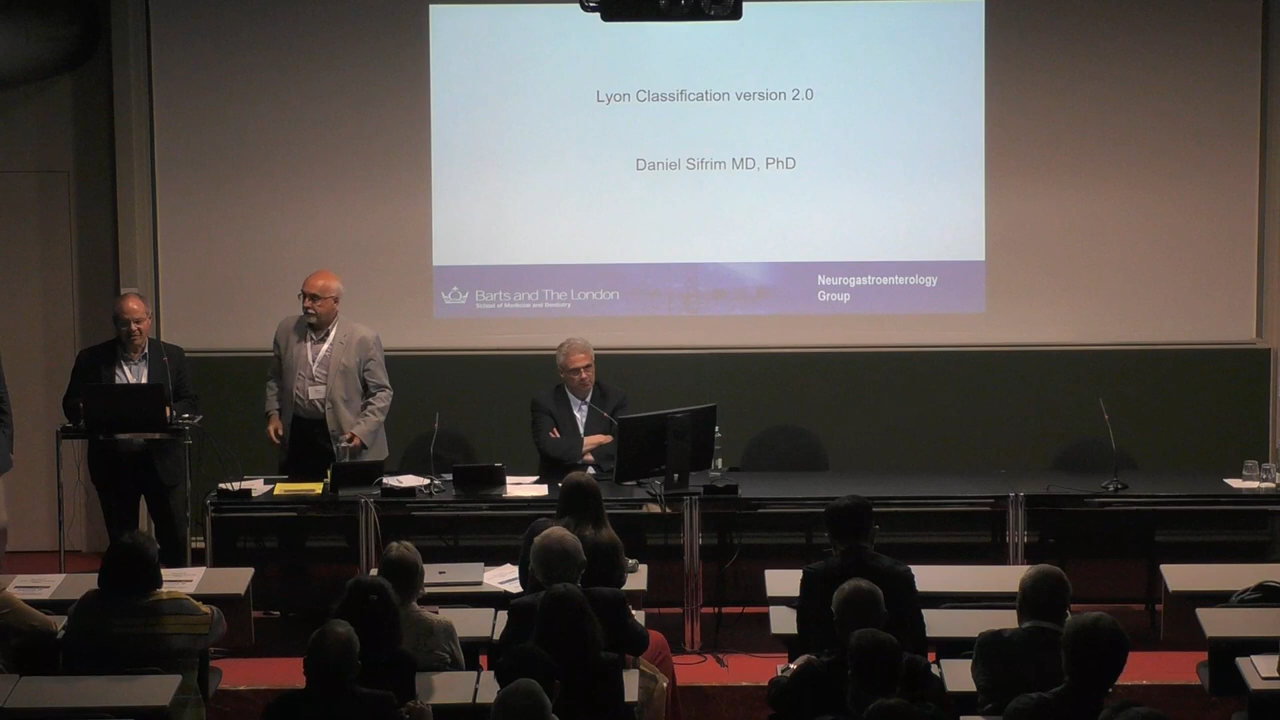 Lyon Classification version 2.0
Daniel Sifrim MD, PhD
Barts and The London
School of Medicine and Dentistry
Neurogastroenterology
Group